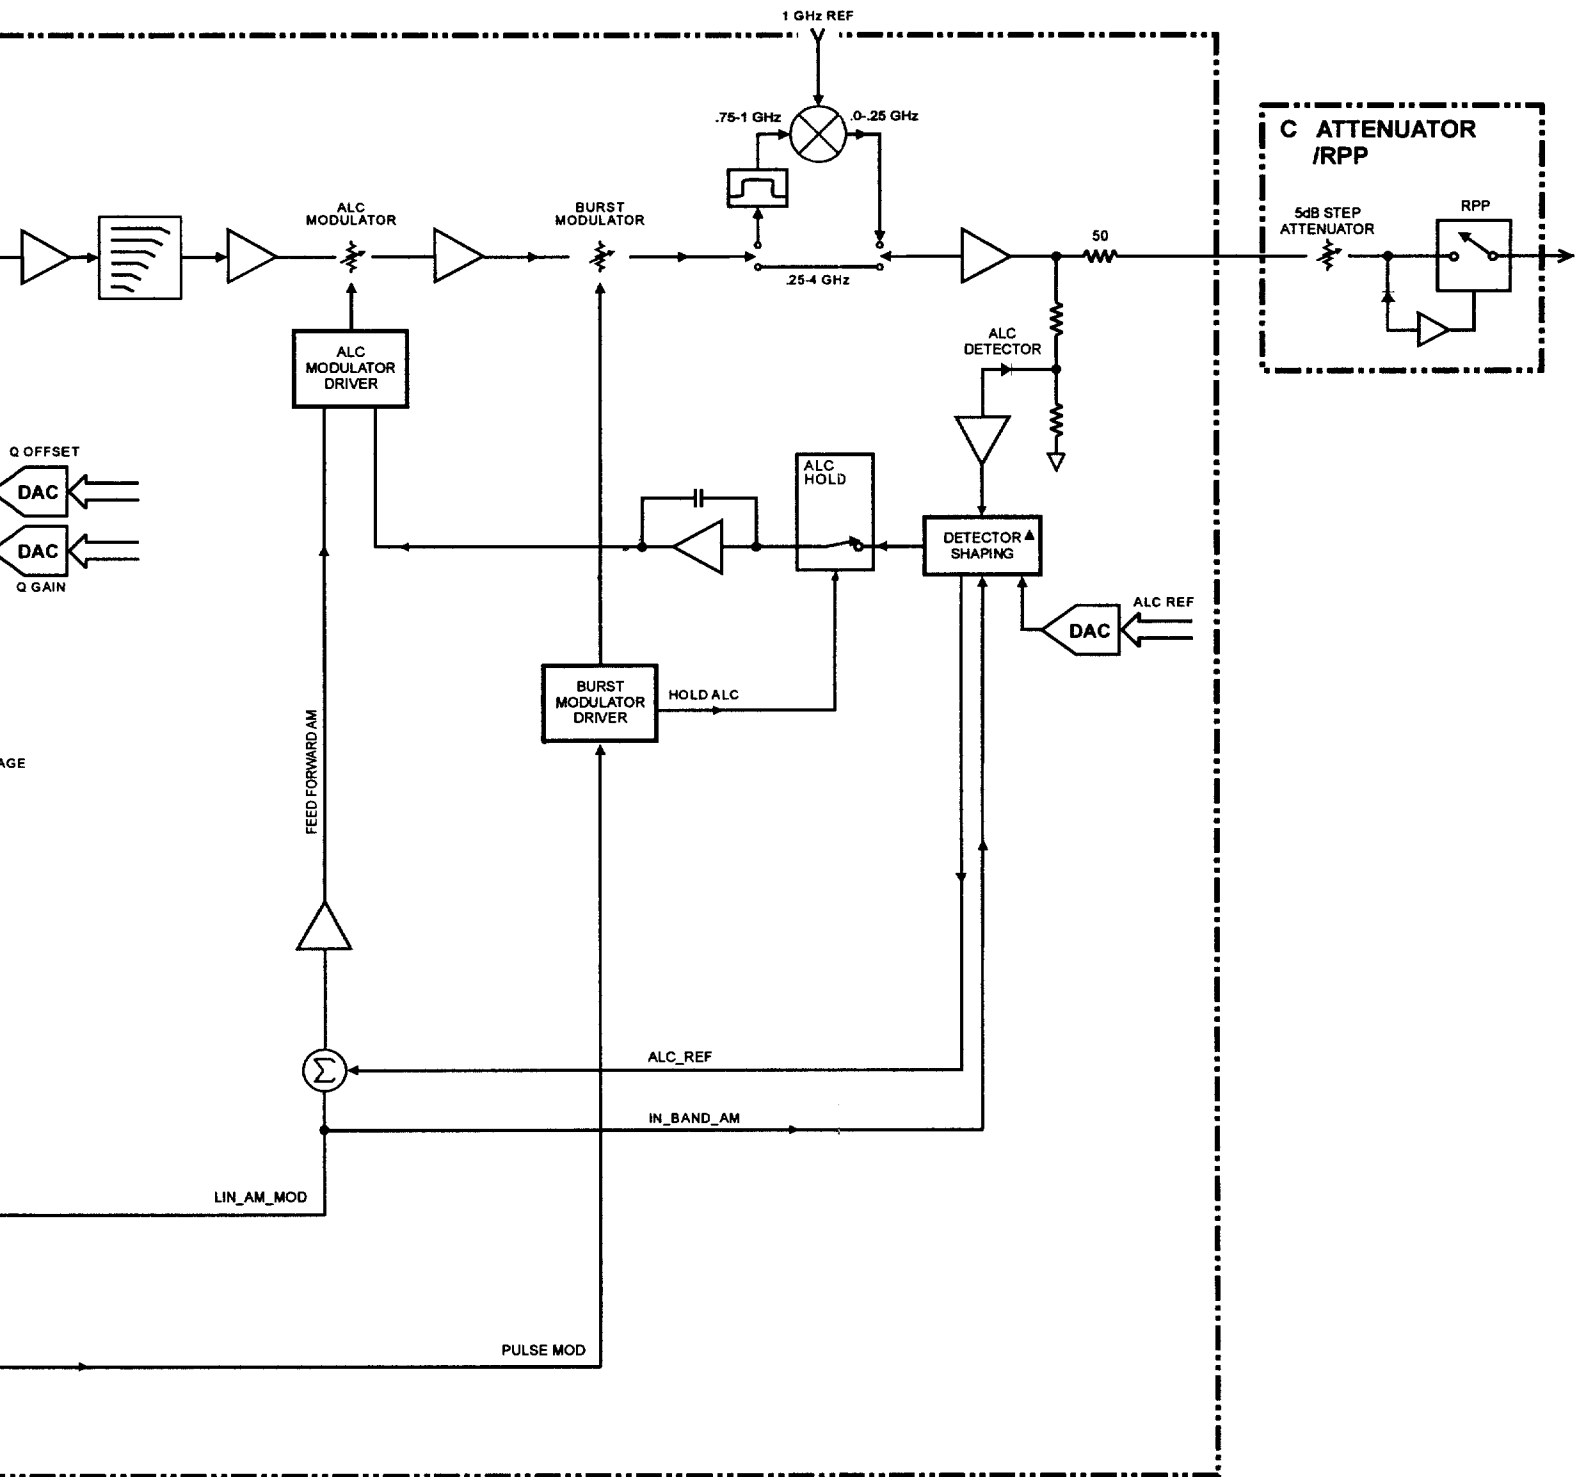 1 GHz REF
.75-1 GHz
.0-.25 GHz
C ATTENUATOR
/RPP
ALC
MODULATOR
BURST
MODULATOR
5dB STEP
ATTENUATOR
RPP
50
.25-4 GHz
ALC
DETECTOR
ALC
MODULATOR
DRIVER
Q OFFSET
DAC
ALC
HOLD
DETECTOR
SHAPING
DAC
Q GAIN
ALC REF
DAC
BURST
MODULATOR
DRIVER
HOLD ALC
FEED FORWARD AM
AGE
Σ
ALC_REF
IN_BAND_AM
LIN_AM_MOD
PULSE MOD